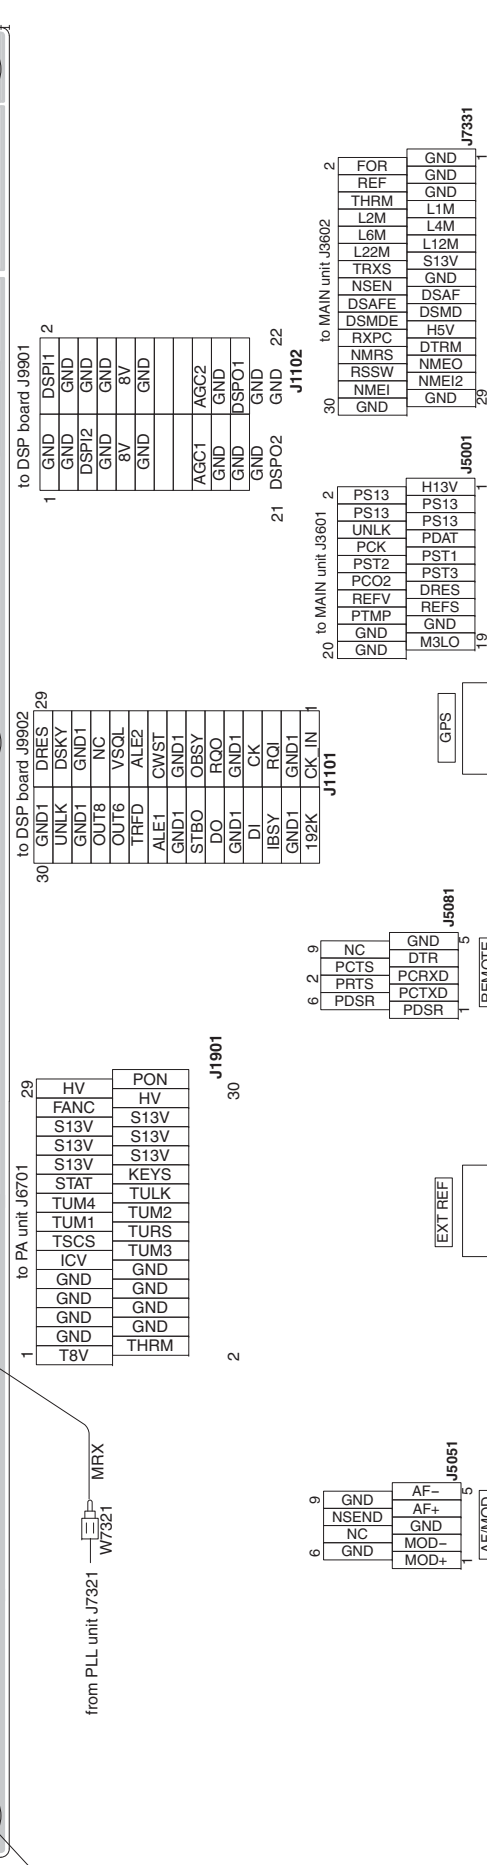 to DSP board J9901
1
2
GND DSPI1
GND GND
DSPI2 GND
GND GND
8V 8V
GND GND
AGC1 AGC2
GND GND
GND DSPO1
GND GND
DSPO2 GND
21
22
J1102
to MAIN unit J3602
J7331
2
1
FOR
REF
THRM
L2M
L6M
L22M
TRXS
NSEN
DSAFE
DSMDE
RXPC
NMRS
RSSW
NMEI
GND
GND
GND
GND
L1M
L4M
L12M
S13V
GND
DSAF
DSMD
H5V
DTRM
NMEO
NMEI2
GND
30
29
to MAIN unit J3601
J5001
2
1
PS13
PS13
UNLK
PCK
PST2
PCO2
REFV
PTMP
GND
GND
H13V
PS13
PS13
PDAT
PST1
PST3
DRES
REFS
GND
M3LO
20
19
to DSP board J9902
30
29
GND1 DRES
UNLK DSKY
GND1 GND1
OUT8 NC
OUT6 VSQL
TRFD ALE2
ALE1 CWST
GND1 GND1
STBO OBSY
DO RQO
GND1 GND1
DI CK
IBSY RQI
GND1 GND1
192K CK_IN
1
J1101
GPS
J5081
9
5
NC
PCTS
PRTS
PDSR
2
6
GND
DTR
PCRXD
PCTXD
PDSR
1
REMOTE
to PA unit J6701
J1901
29
30
HV
FANC
S13V
S13V
S13V
STAT
TUM4
TUM1
TSCS
ICV
GND
GND
GND
GND
T8V
PON
HV
S13V
S13V
S13V
KEYS
TULK
TUM2
TURS
TUM3
GND
GND
GND
GND
THRM
1
2
EXT REF
MRX
W7321
from PLL unit J7321
J5051
9
5
GND
NSEND
NC
GND
6
AF−
AF+
GND
MOD−
MOD+
1
AF/MOD